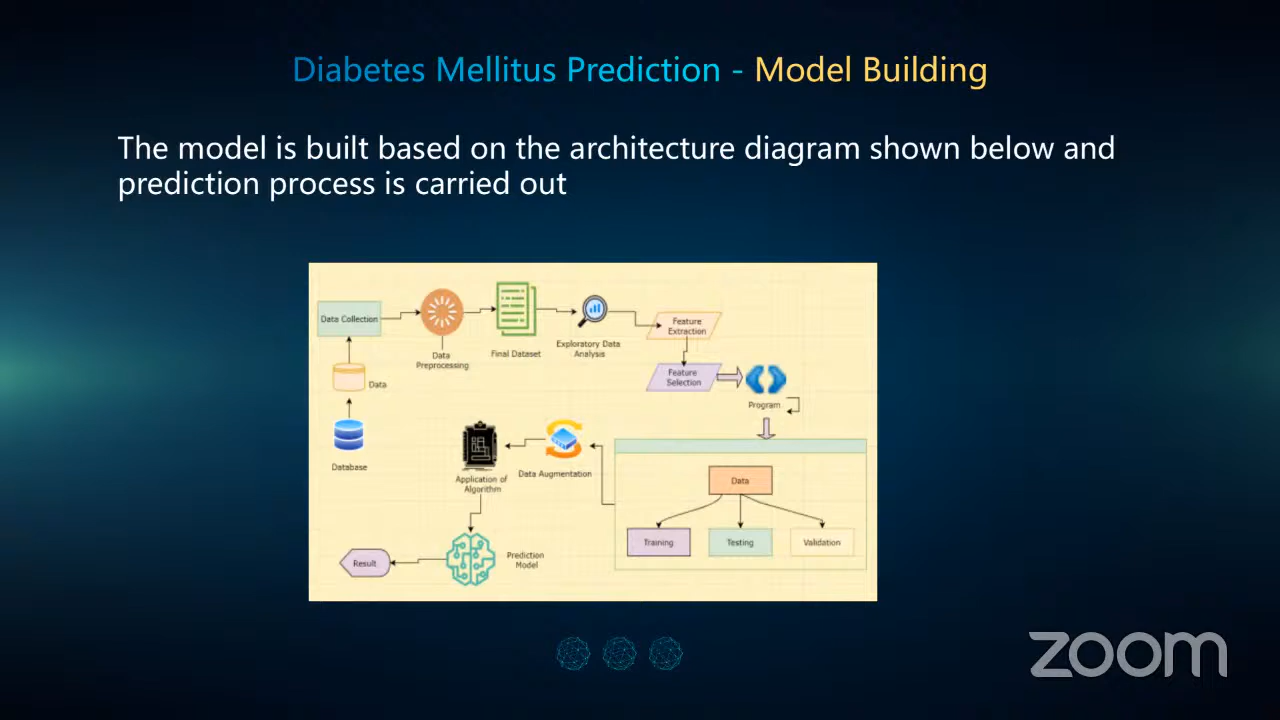 Diabetes Mellitus Prediction - Model Building
The model is built based on the architecture diagram shown below and
prediction process is carried out
Data Collection
Data
Preprocessing
Final Dataset
Exploratory Data
Analysis
Feature
Extraction
Feature
Selection
Program
Data
Database
Data
Training
Testing
Validation
Data Augmentation
Application of
Algorithm
Prediction
Model
Result
zoom